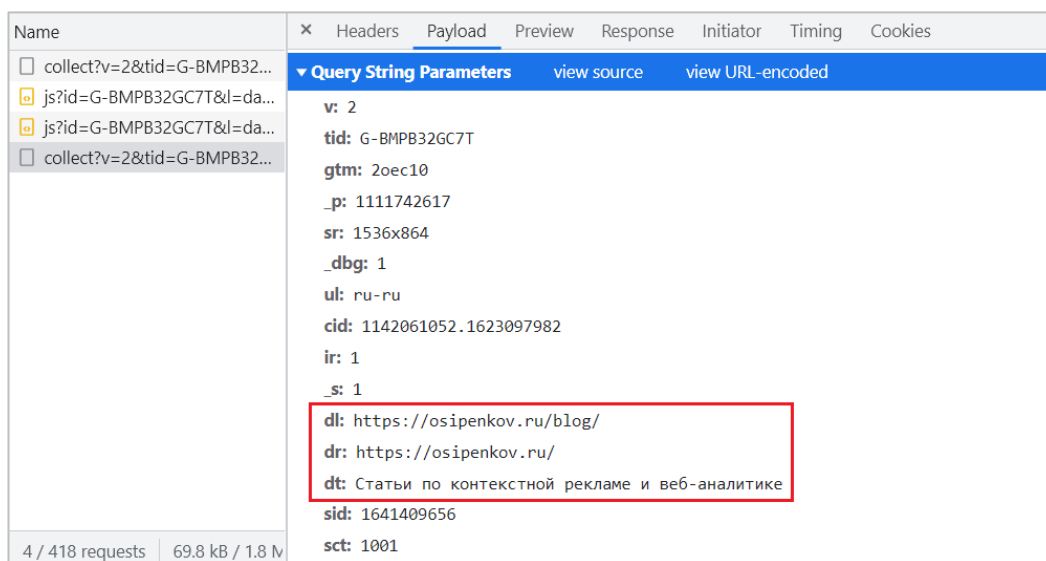 Name
collect?v=2&tid=G-BMPB32...
js?id=G-BMPB32GC7T&l=da...
js?id=G-BMPB32GC7T&l=da...
collect?v=2&tid=G-BMPB32...
4 / 418 requests 69.8 kB / 1.8 M
× Headers Payload Preview Response Initiator Timing Cookies
▼ Query String Parameters view source view URL-encoded
v: 2
tid: G-BMPB32GC7T
gtm: 2oec10
_p: 1111742617
sr: 1536x864
_dbg: 1
ul: ru-ru
cid: 1142061052.1623097982
ir: 1
_s: 1
dl: https://osipenkov.ru/blog/
dr: https://osipenkov.ru/
dt: Статьи по контекстной рекламе и веб-аналитике
sid: 1641409656
sct: 1001